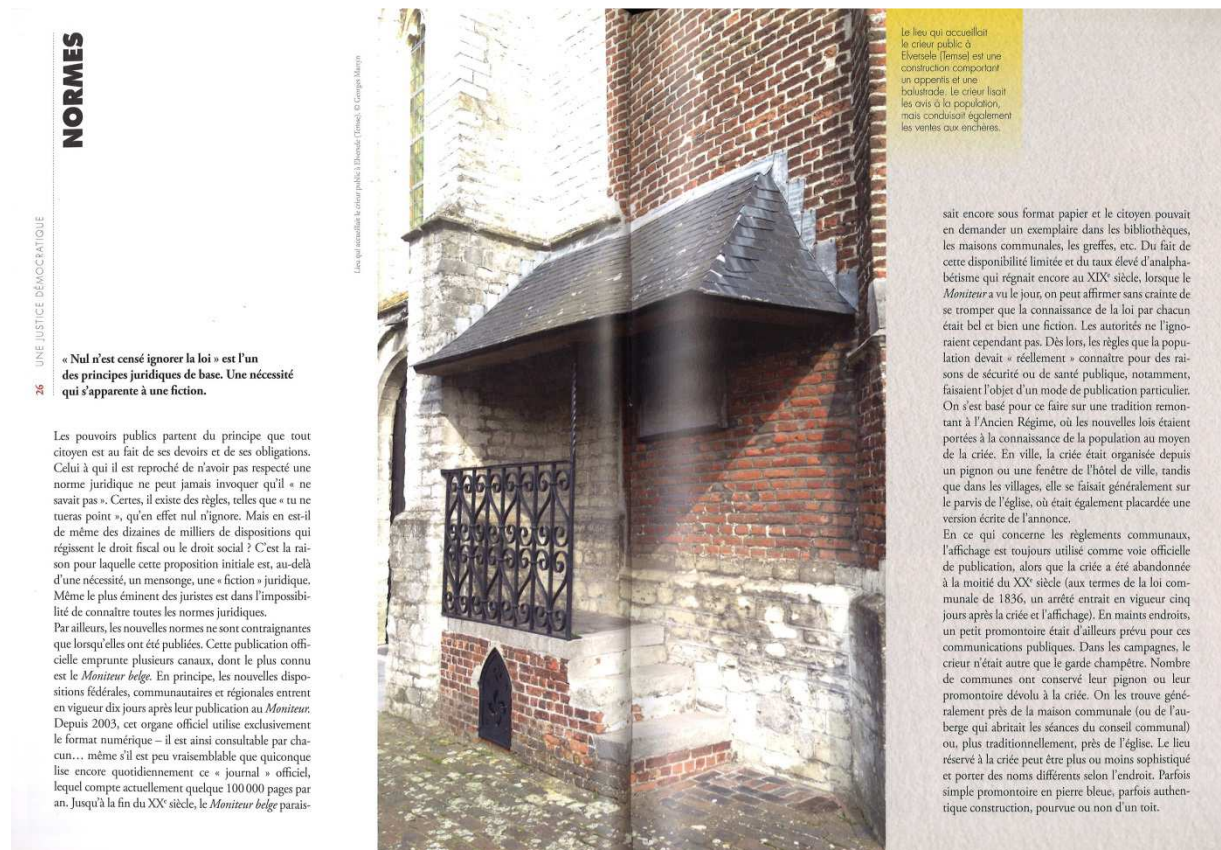 NORMES
26 UNE JUSTICE DÉMOCRATIQUE
« Nul n'est censé ignorer la loi » est l'un
des principes juridiques de base. Une nécessité
qui s'apparente à une fiction.
Les pouvoirs publics partent du principe que tout
citoyen est au fait de ses devoirs et de ses obligations.
Celui à qui il est reproché de n'avoir pas respecté une
norme juridique ne peut jamais invoquer qu'il « ne
savait pas ». Certes, il existe des règles, telles que « tu ne
tueras point », qu'en effet nul n'ignore. Mais en est-il
de même des dizaines de milliers de dispositions qui
régissent le droit fiscal ou le droit social ? C'est la rai-
son pour laquelle cette proposition initiale est, au-delà
d'une nécessité, un mensonge, une « fiction » juridique.
Même le plus éminent des juristes est dans l'impossibi-
lité de connaître toutes les normes juridiques.
Par ailleurs, les nouvelles normes ne sont contraignantes
que lorsqu'elles ont été publiées. Cette publication offi-
cielle emprunte plusieurs canaux, dont le plus connu
est le Moniteur belge. En principe, les nouvelles dispo-
sitions fédérales, communautaires et régionales entrent
en vigueur dix jours après leur publication au Moniteur.
Depuis 2003, cet organe officiel utilise exclusivement
le format numérique – il est ainsi consultable par cha-
cun… même s'il est peu vraisemblable que quiconque
lise encore quotidiennement ce « journal » officiel,
lequel compte actuellement quelque 100 000 pages par
an. Jusqu'à la fin du XXe siècle, le Moniteur belge parais-
Lieu qui accueillait le crieur public à Elversele (Temse). © Georges Martyn
Le lieu qui accueillait
le crieur public à
Elversele (Temse) est une
construction comportant
un appentis et une
balustrade. Le crieur lisait
les avis à la population,
mais conduisait également
les ventes aux enchères.
sait encore sous format papier et le citoyen pouvait
en demander un exemplaire dans les bibliothèques,
les maisons communales, les greffes, etc. Du fait de
cette disponibilité limitée et du taux élevé d'analpha-
bétisme qui régnait encore au XIXe siècle, lorsque le
Moniteur a vu le jour, on peut affirmer sans crainte de
se tromper que la connaissance de la loi par chacun
était bel et bien une fiction. Les autorités ne l'igno-
raient cependant pas. Dès lors, les règles que la popu-
lation devait « réellement » connaître pour des rai-
sons de sécurité ou de santé publique, notamment,
faisaient l'objet d'un mode de publication particulier.
On s'est basé pour ce faire sur une tradition remon-
tant à l'Ancien Régime, où les nouvelles lois étaient
portées à la connaissance de la population au moyen
de la criée. En ville, la criée était organisée depuis
un pignon ou une fenêtre de l'hôtel de ville, tandis
que dans les villages, elle se faisait généralement sur
le parvis de l'église, où était également placardée une
version écrite de l'annonce.
En ce qui concerne les règlements communaux,
l'affichage est toujours utilisé comme voie officielle
de publication, alors que la criée a été abandonnée
à la moitié du XXe siècle (aux termes de la loi com-
munale de 1836, un arrêté entrait en vigueur cinq
jours après la criée et l'affichage). En maints endroits,
un petit promontoire était d'ailleurs prévu pour ces
communications publiques. Dans les campagnes, le
crieur n'était autre que le garde champêtre. Nombre
de communes ont conservé leur pignon ou leur
promontoire dévolu à la criée. On les trouve géné-
ralement près de la maison communale (ou de l'au-
berge qui abritait les séances du conseil communal)
ou, plus traditionnellement, près de l'église. Le lieu
réservé à la criée peut être plus ou moins sophistiqué
et porter des noms différents selon l'endroit. Parfois
simple promontoire en pierre bleue, parfois authen-
tique construction, pourvue ou non d'un toit.